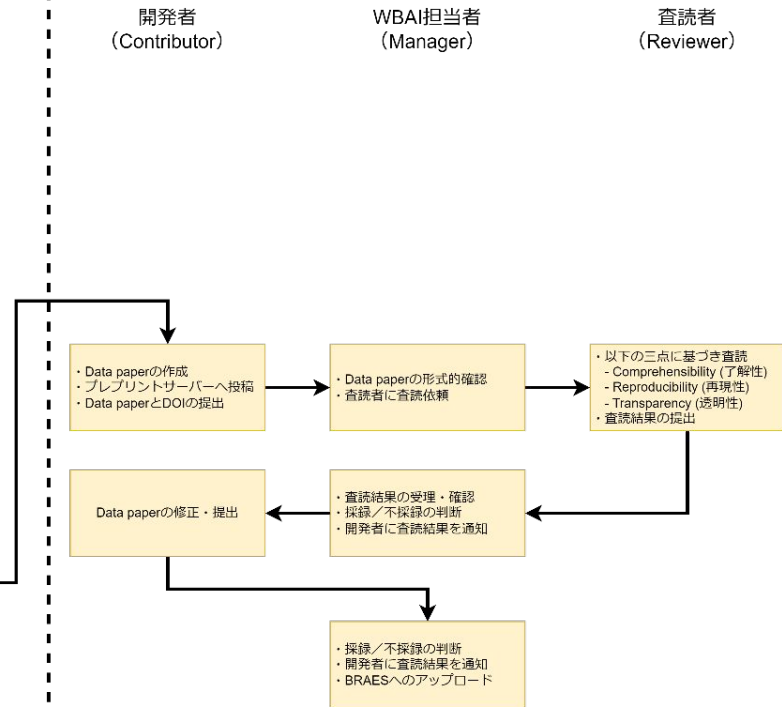 開発者
（Contributor）
WBAI担当者
（Manager）
査読者
（Reviewer）
・Data paperの作成
・プレプリントサーバーへ投稿
・Data paperとDOIの提出
・Data paperの形式的確認
・査読者に査読依頼
・以下の三点に基づき査読
- Comprehensibility (了解性)
- Reproducibility (再現性)
- Transparency (透明性)
・査読結果の提出
Data paperの修正・提出
・査読結果の受理・確認
・採録／不採録の判断
・開発者に査読結果を通知
・採録／不採録の判断
・開発者に査読結果を通知
・BRAESへのアップロード